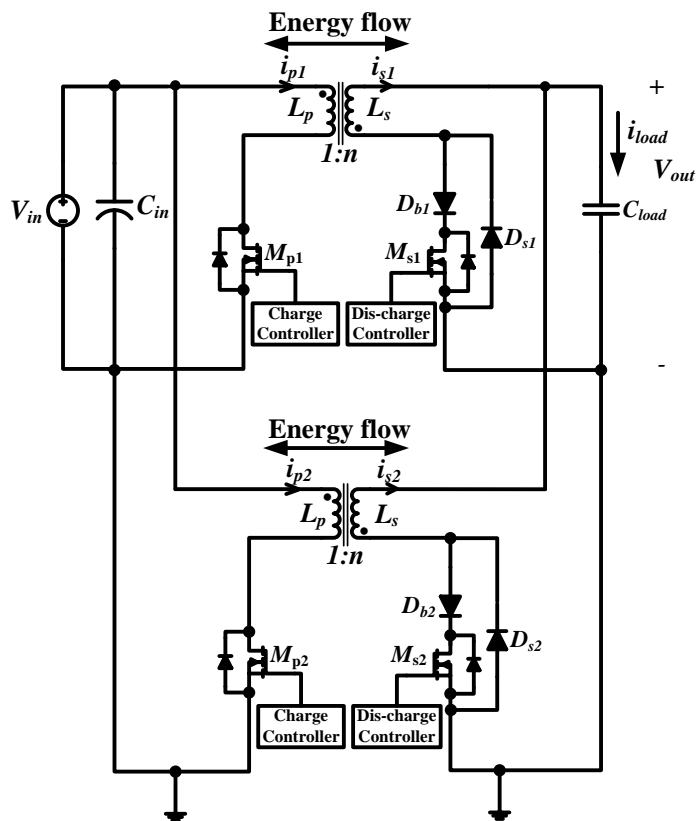 Energy flow
i_p1
i_s1
+
L_p
L_s
i_load
1:n
V_out
V_in
C_in
D_b1
C_load
D_s1
M_p1
M_s1
Charge
Controller
Dis-charge
Controller
-
Energy flow
i_p2
i_s2
L_p
L_s
1:n
D_b2
D_s2
M_p2
M_s2
Charge
Controller
Dis-charge
Controller